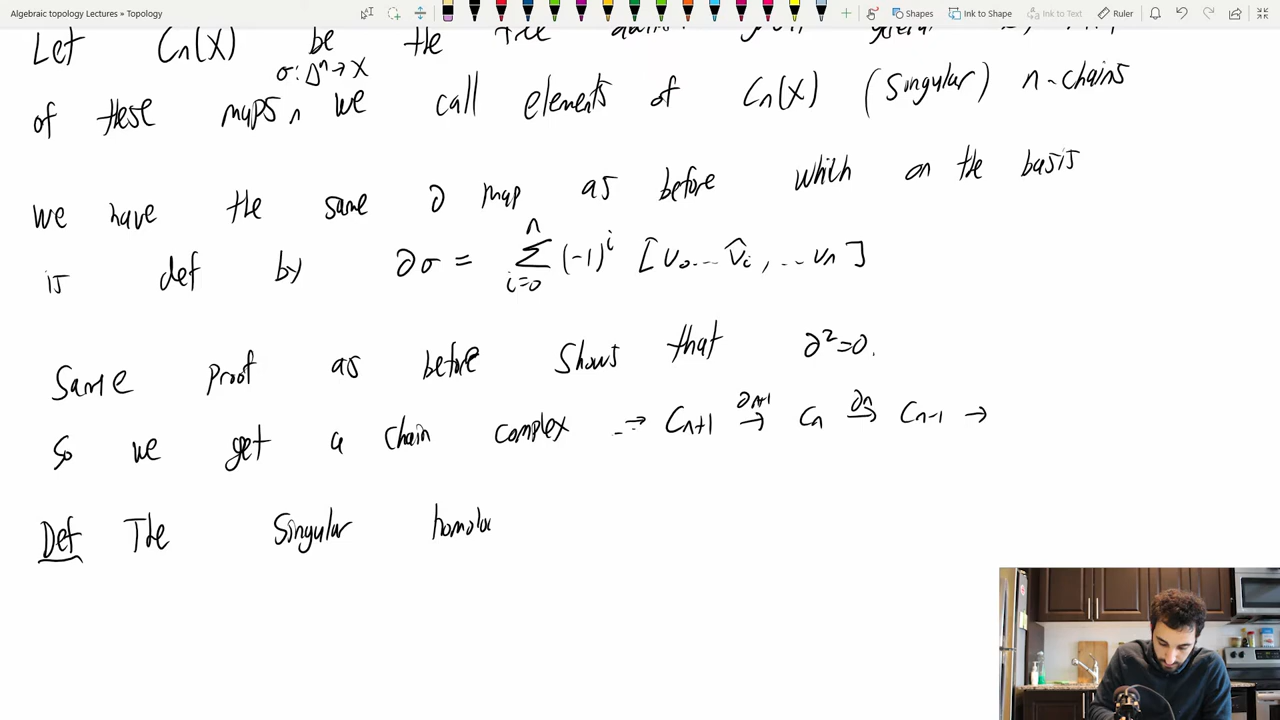 Algebraic topology Lectures » Topology
Shapes Ink to Shape Ink to Text Ruler
Let Cn(X) be the free
σ: Δ^n → X
of these maps, we call elements of Cn(X) (Singular) n-chains
we have the same ∂ map as before which on the basis
is def by ∂σ = Σ_{i=0}^{n} (-1)^i [v0... v̂i, ... vn]
Same proof as before shows that ∂²=0.
So we get a chain complex ...→ Cn+1 →^{∂n+1} Cn →^{∂n} Cn-1 →
Def The Singular homolo